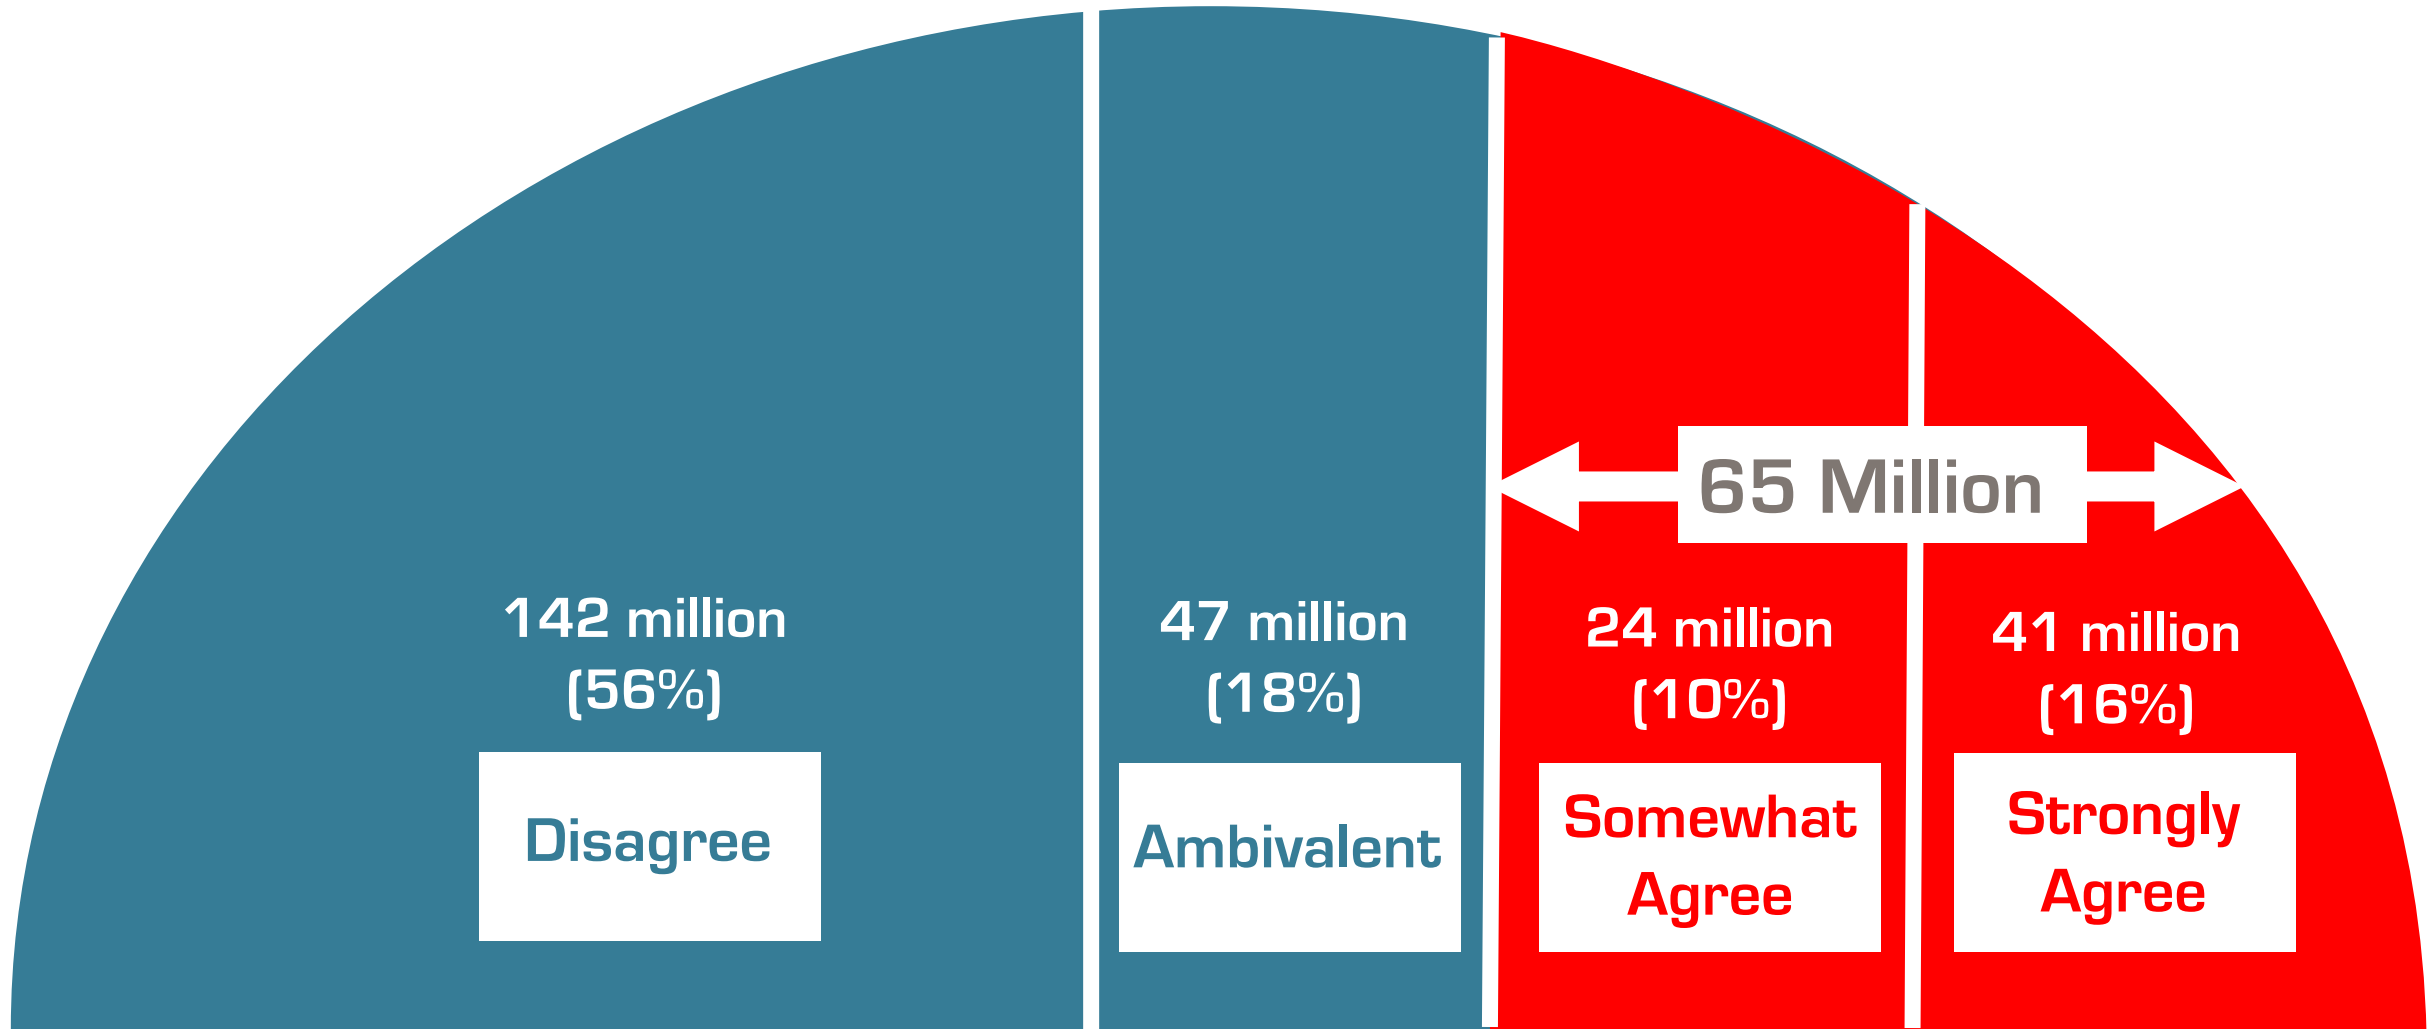 65 Million
142 million
(56%)
Disagree
47 million
(18%)
Ambivalent
24 million
(10%)
Somewhat
Agree
41 million
(16%)
Strongly
Agree